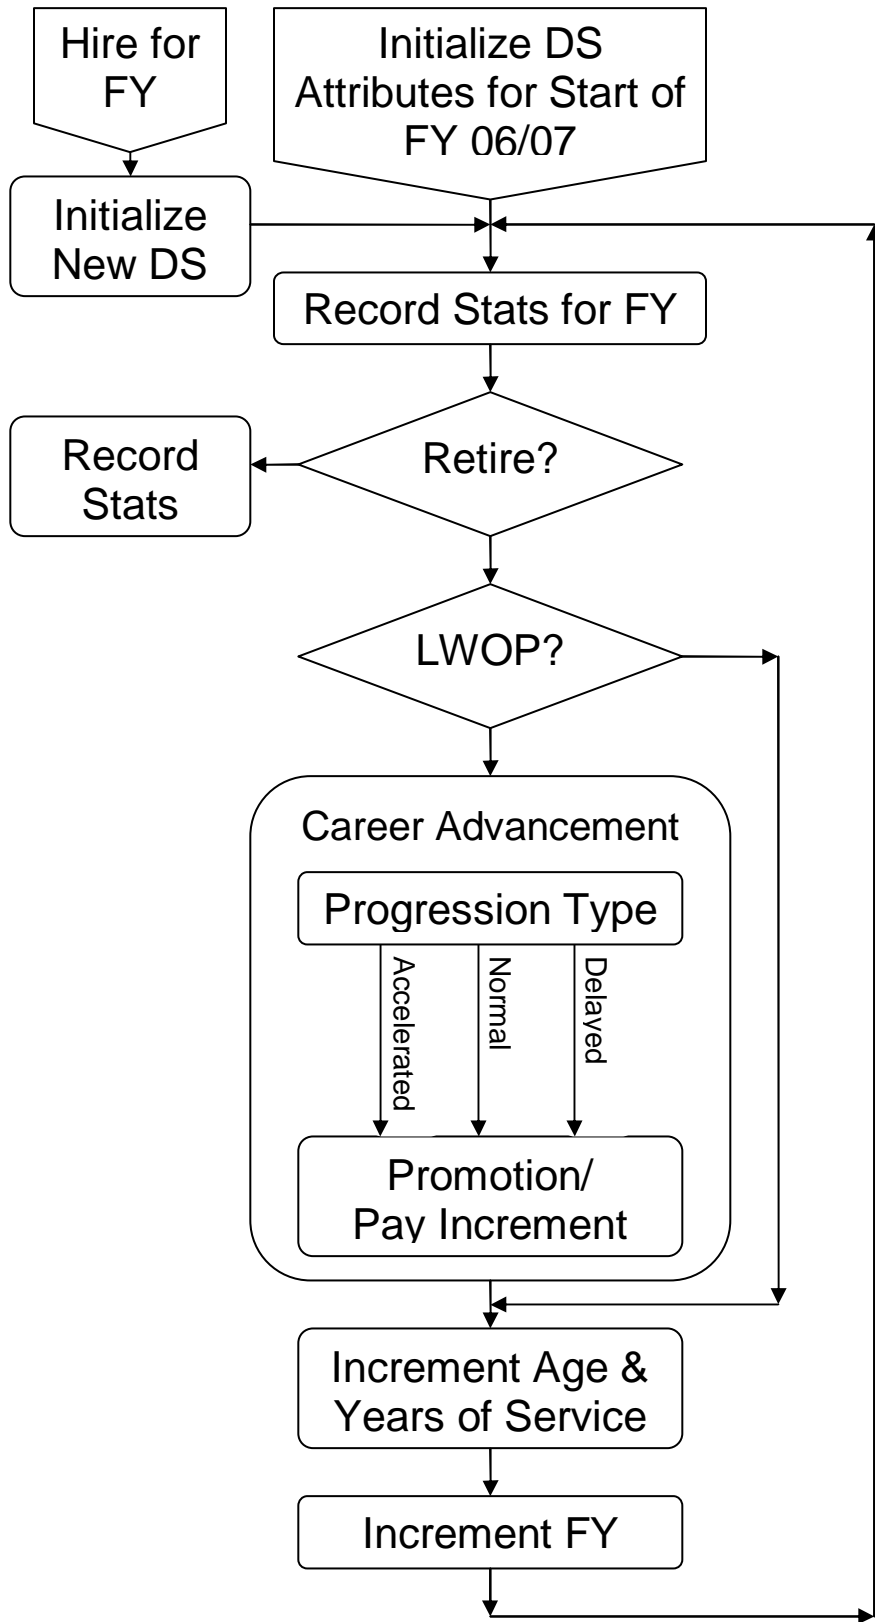 Hire for
FY
Initialize DS
Attributes for Start of
FY 06/07
Initialize
New DS
Record Stats for FY
Record
Stats
Retire?
LWOP?
Career Advancement
Progression Type
Accelerated
Normal
Delayed
Promotion/
Pay Increment
Increment Age &
Years of Service
Increment FY